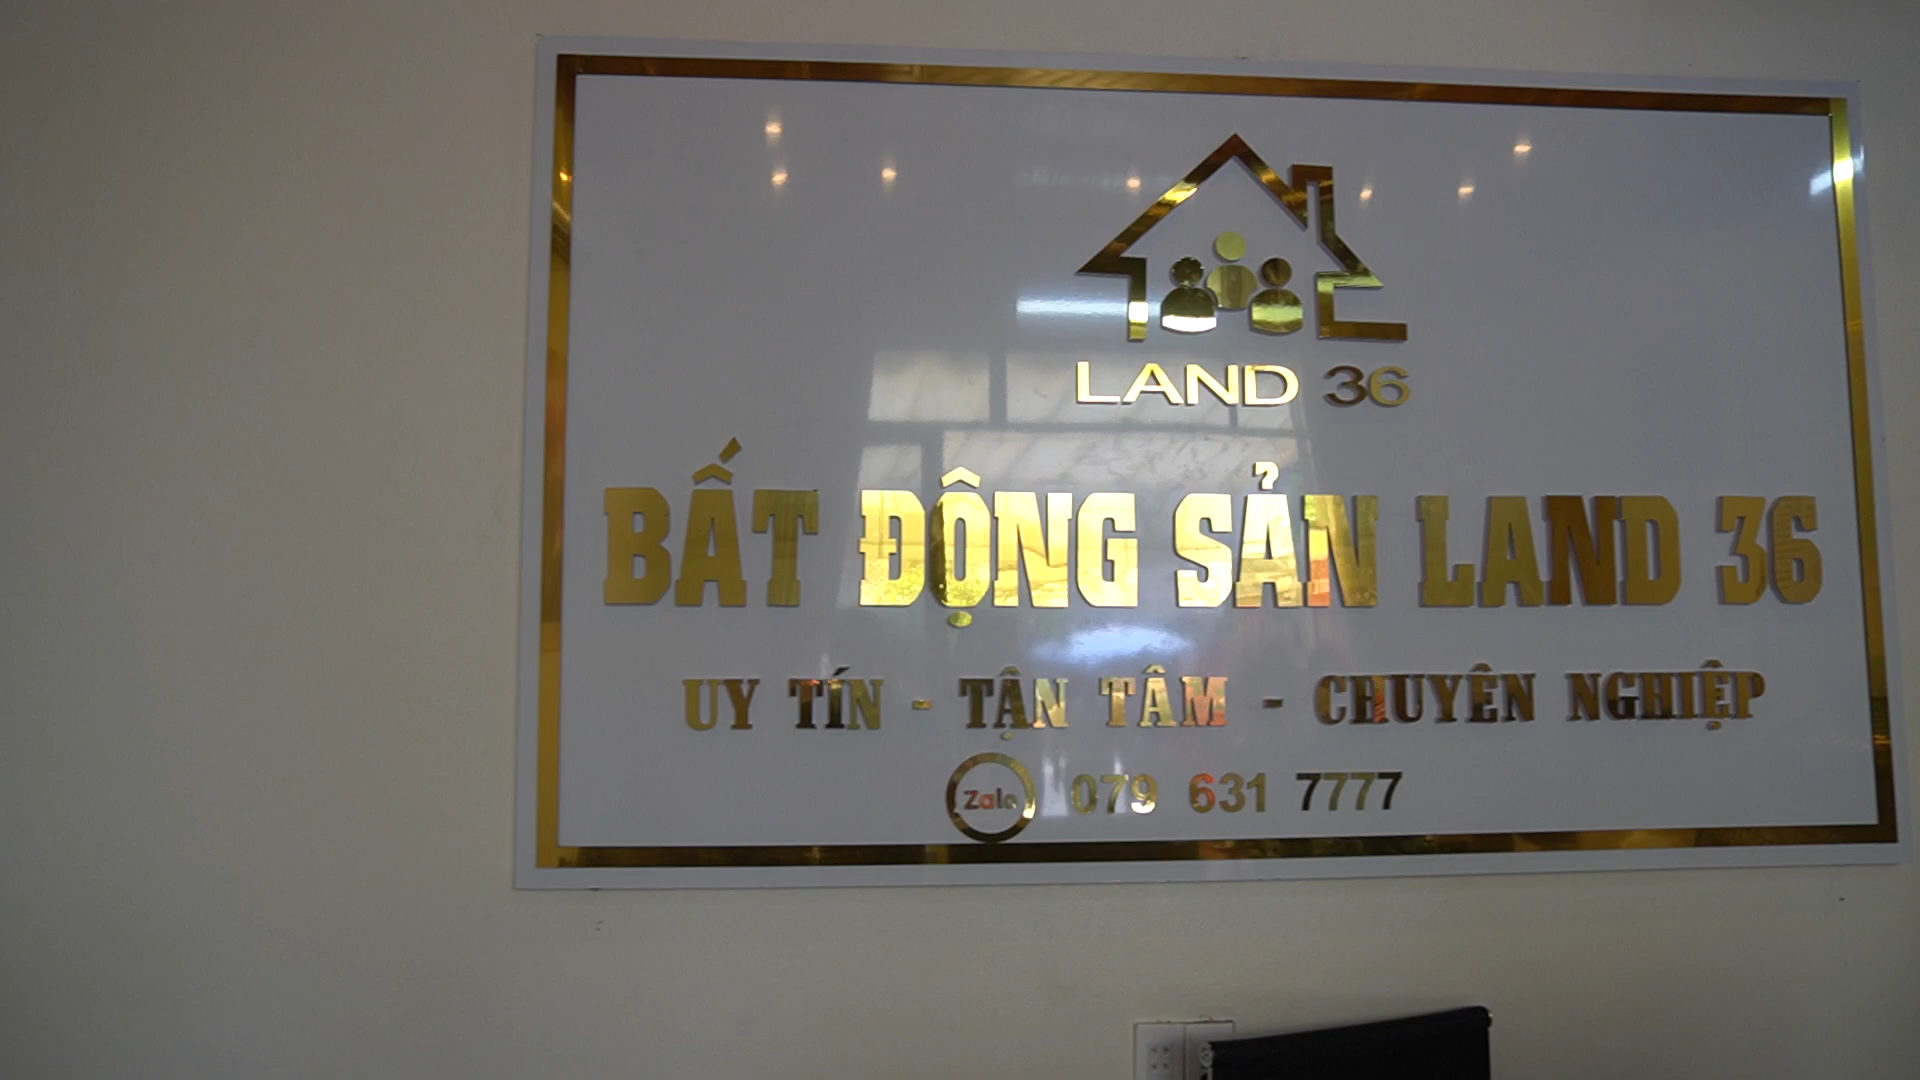 LAND 36
BẤT ĐỘNG SẢN LAND 36
UY TÍN - TẬN TÂM - CHUYÊN NGHIỆP
Zalo 079 631 7777